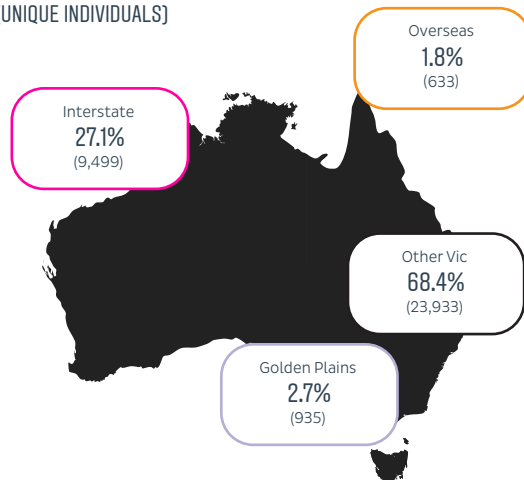 UNIQUE INDIVIDUALS)
Overseas
1.8%
(633)
Interstate
27.1%
(9,499)
Other Vic
68.4%
(23,933)
Golden Plains
2.7%
(935)